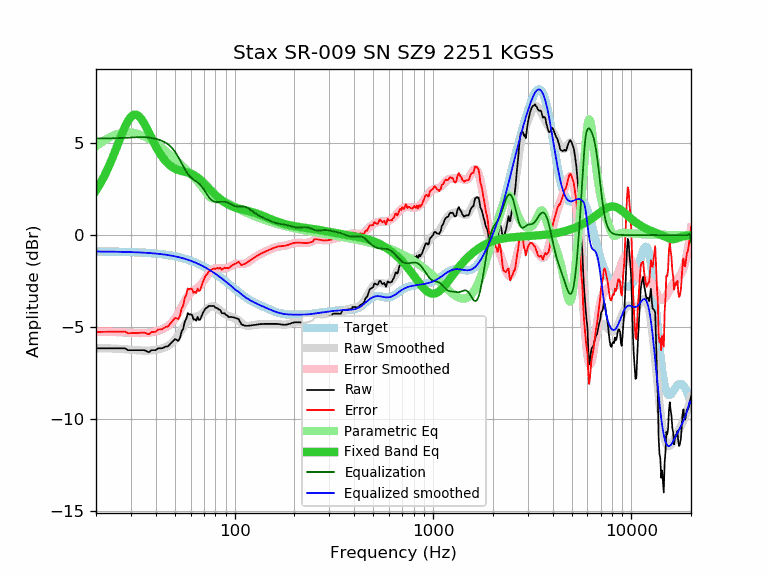 Stax SR-009 SN SZ9 2251 KGSS
Amplitude (dBr)
5
0
−5
−10
−15
Target
Raw Smoothed
Error Smoothed
Raw
Error
Parametric Eq
Fixed Band Eq
Equalization
Equalized smoothed
100
1000
10000
Frequency (Hz)